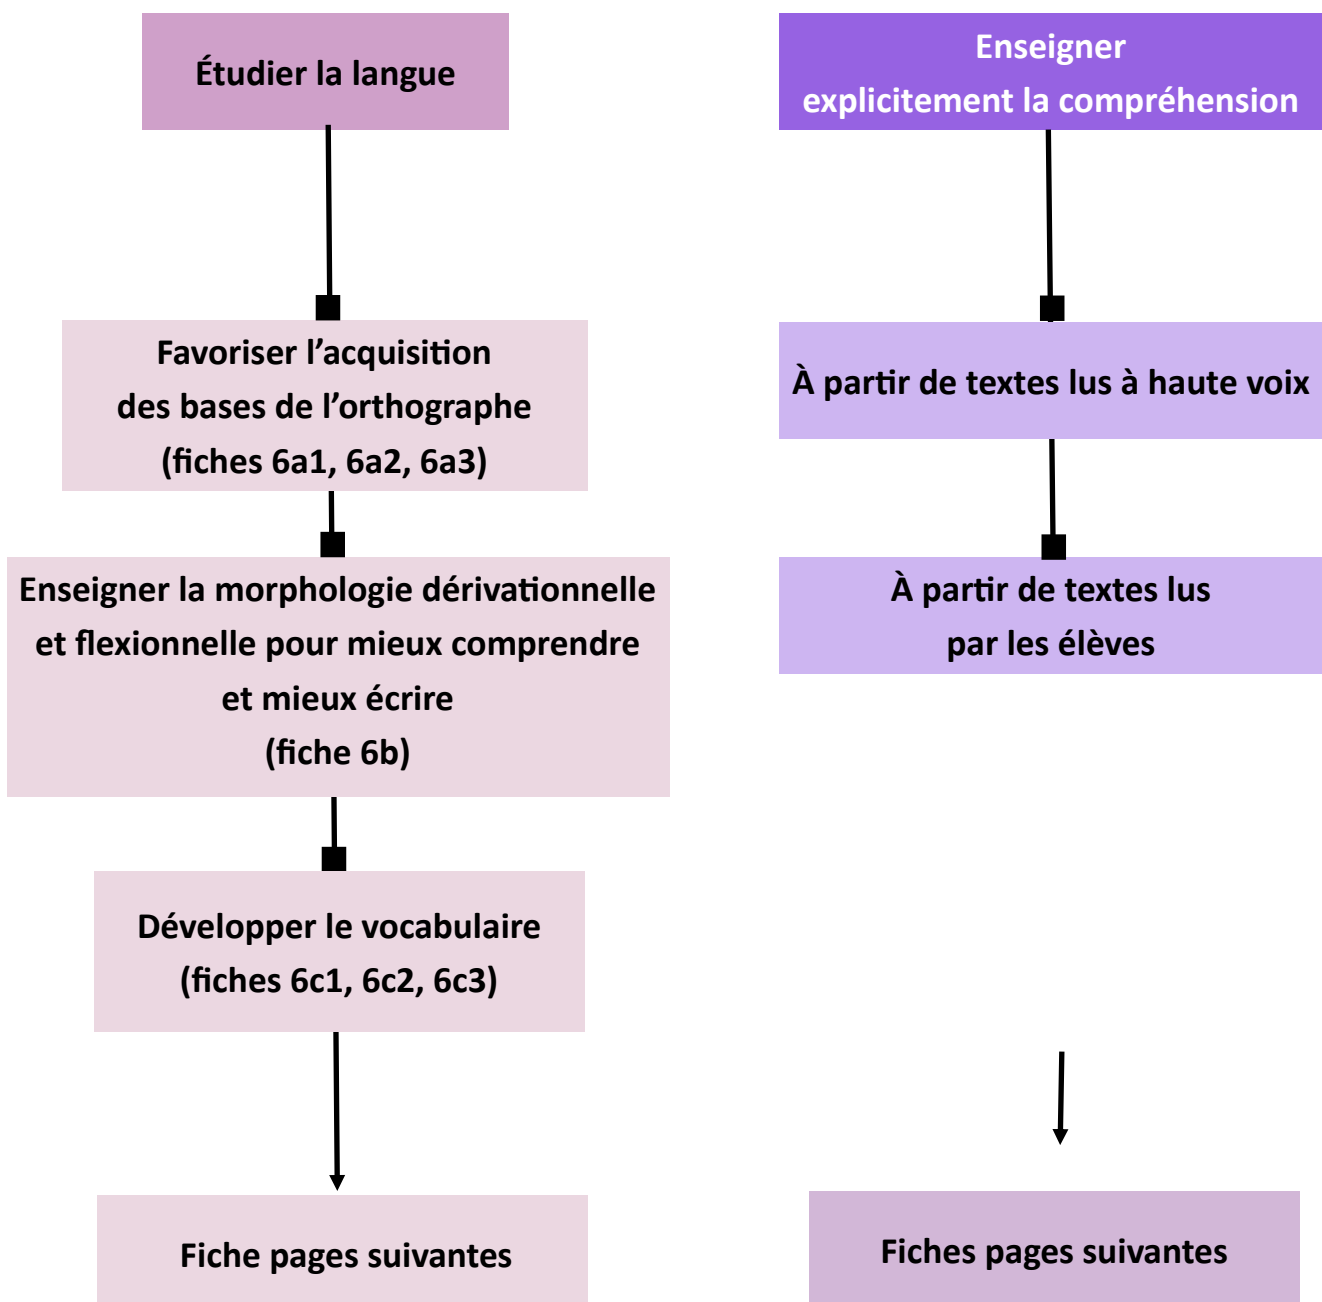 Étudier la langue
Favoriser l’acquisition
des bases de l’orthographe
(fiches 6a1, 6a2, 6a3)
Enseigner la morphologie dérivationnelle
et flexionnelle pour mieux comprendre
et mieux écrire
(fiche 6b)
Développer le vocabulaire
(fiches 6c1, 6c2, 6c3)
Fiche pages suivantes
Enseigner
explicitement la compréhension
À partir de textes lus à haute voix
À partir de textes lus
par les élèves
Fiches pages suivantes